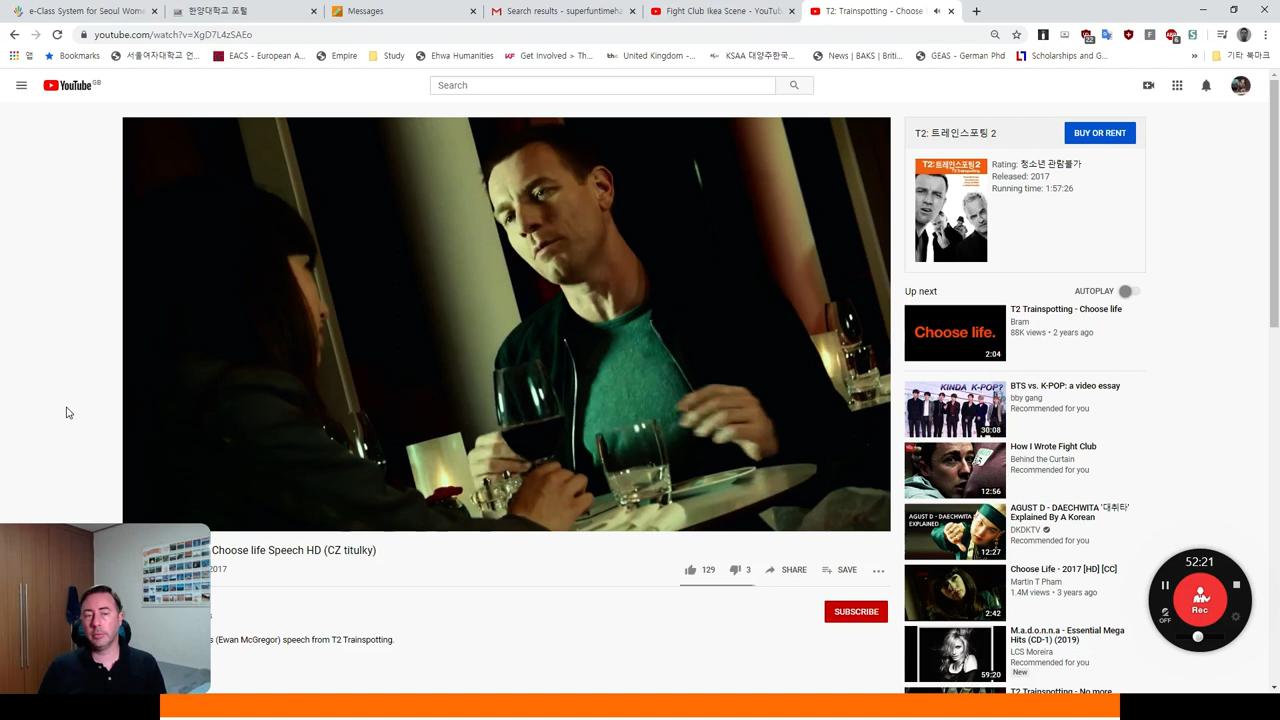 e-Class System for Seoul Wome
한양대학교 포털
Messages
Search results - superfuntimeha
Fight Club Ikea Scene - YouTube
T2: Trainspotting - Choose
youtube.com/watch?v=XgD7L4zSAEo
앱
Bookmarks
서울여자대학교 언...
EACS - European A...
Empire
Study
Ehwa Humanities
Get Involved > Th...
United Kingdom -...
KSAA 대양주한국...
News | BAKS | Briti...
GEAS - German Phd
Scholarships and G...
기타 북마크
YouTube GB
Search
T2: 트레인스포팅 2
BUY OR RENT
Rating: 청소년 관람불가
Released: 2017
Running time: 1:57:26
T2: 트레인스포팅2
Up next
AUTOPLAY
T2 Trainspotting - Choose life
Bram
88K views • 2 years ago
Choose life.
2:04
KINDA K-POP?
30:08
BTS vs. K-POP: a video essay
bby gang
Recommended for you
12:56
How I Wrote Fight Club
Behind the Curtain
Recommended for you
AGUST D - DAECHWITA
EXPLAINED
12:27
AGUST D - DAECHWITA '대취타'
Explained By A Korean
DKDKTV
Recommended for you
2:42
Choose Life - 2017 [HD] [CC]
Martin T Pham
1.4M views • 3 years ago
59:20
M.a.d.o.n.n.a - Essential Mega
Hits (CD-1) (2019)
LCS Moreira
Recommended for you
New
T2 Trainspotting - No more
Choose life Speech HD (CZ titulky)
2017
129
3
SHARE
SAVE
SUBSCRIBE
(Ewan McGregor) speech from T2 Trainspotting.
52:21
Rec
OFF